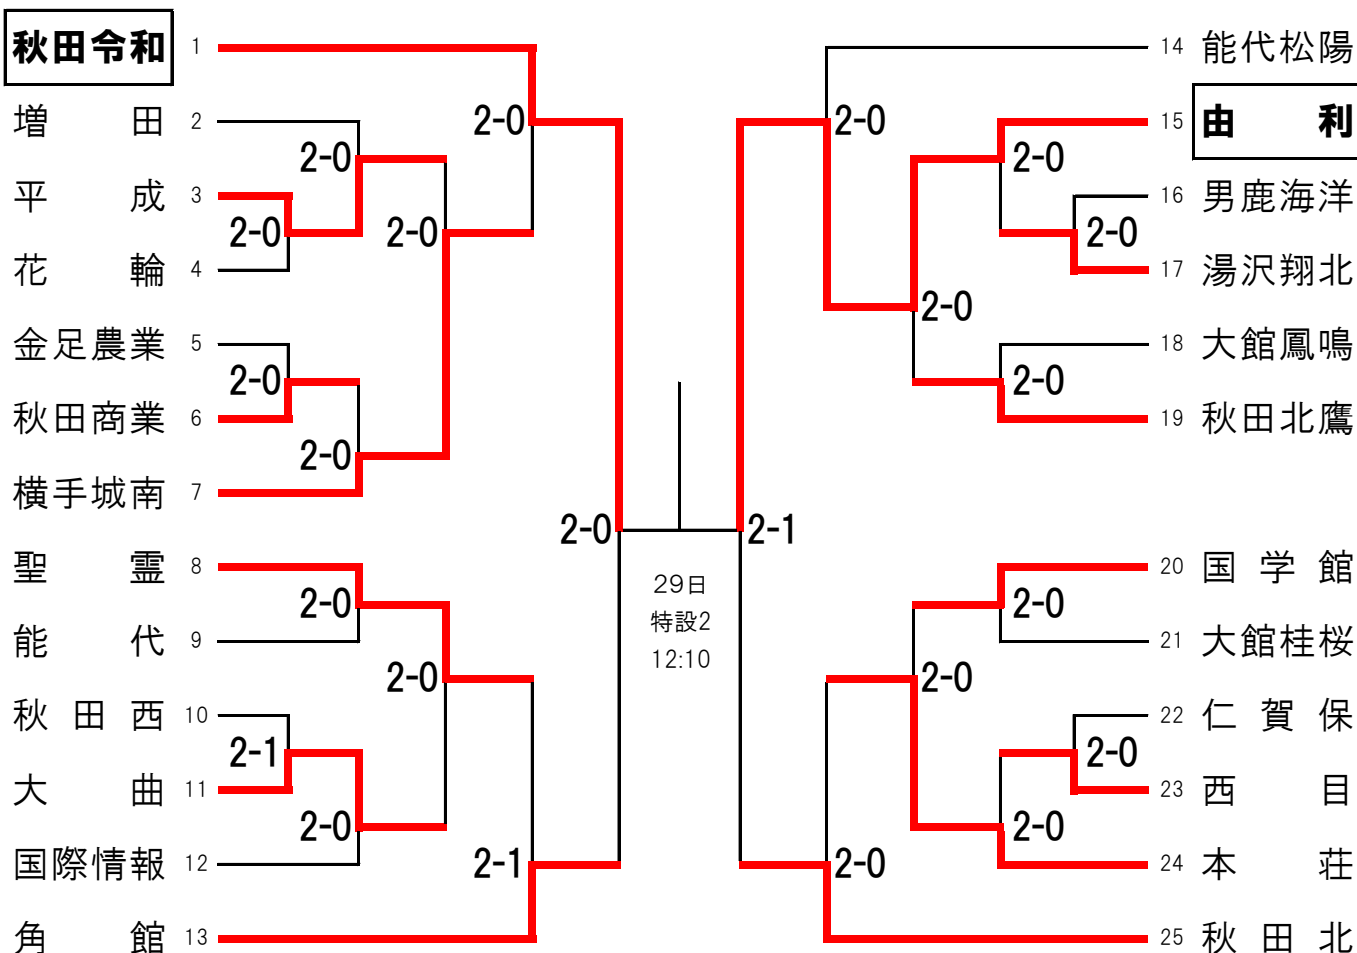 秋田令和 1
増田 2
平成 3
花輪 4
金足農業 5
秋田商業 6
横手城南 7
聖霊 8
能代 9
秋田西 10
大曲 11
国際情報 12
角館 13
2-0
2-0
2-0
2-0
2-0
2-0
2-0
2-0
2-1
2-0
2-1
2-0
29日
特設2
12:10
2-1
2-0
2-0
2-0
2-0
2-0
2-0
2-0
2-0
2-0
2-0
14 能代松陽
15 由利
16 男鹿海洋
17 湯沢翔北
18 大館鳳鳴
19 秋田北鷹
20 国学館
21 大館桂桜
22 仁賀保
23 西目
24 本荘
25 秋田北